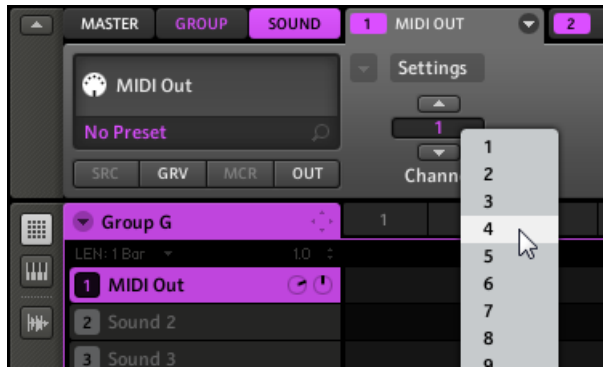 MASTER GROUP SOUND 1 MIDI OUT 2
MIDI Out
No Preset
SRC GRV MCR OUT
Settings
1
Group G
LEN: 1 Bar 1.0
1 MIDI Out
2 Sound 2
3 Sound 3
1
1
2
3
4
5
6
7
8
9